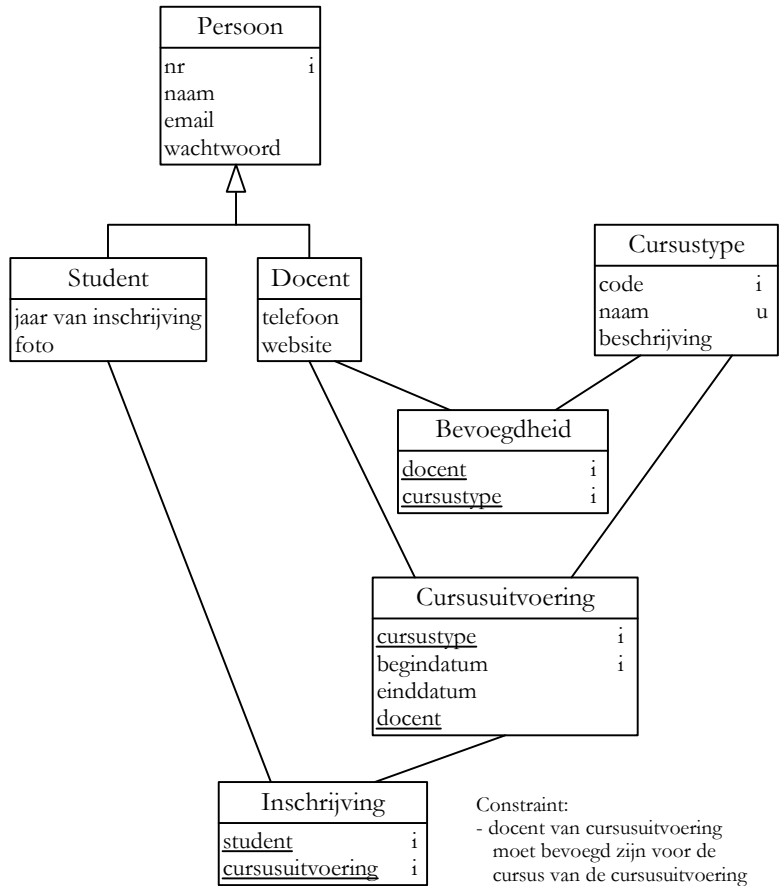 Persoon
nr i
naam
email
wachtwoord
Student
jaar van inschrijving
foto
Docent
telefoon
website
Cursustype
code i
naam u
beschrijving
Bevoegdheid
docent i
cursustype i
Cursusuitvoering
cursustype i
begindatum i
einddatum
docent
Inschrijving
student i
cursusuitvoering i
Constraint:
- docent van cursusuitvoering
moet bevoegd zijn voor de
cursus van de cursusuitvoering